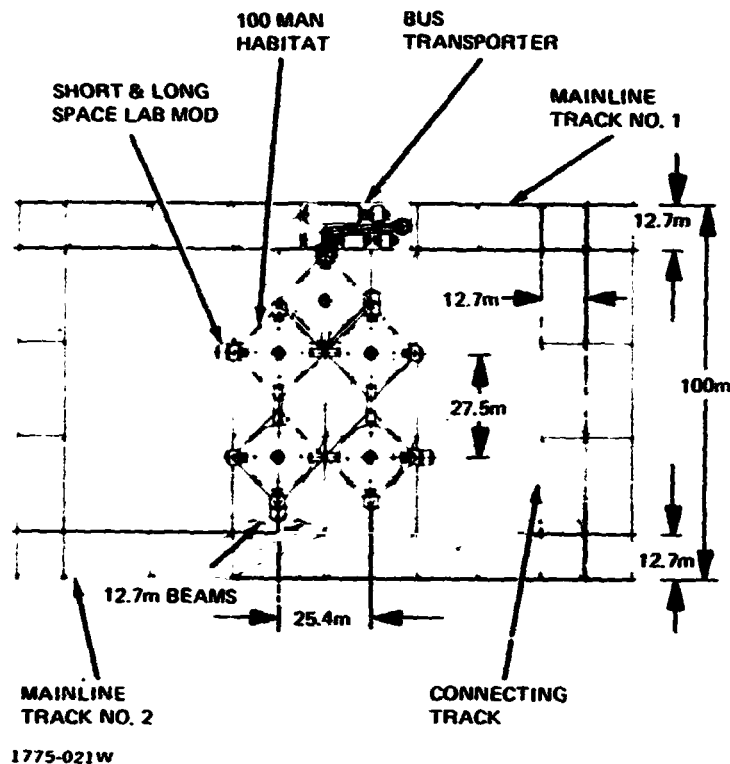 100 MAN
HABITAT
BUS
TRANSPORTER
SHORT & LONG
SPACE LAB MOD
MAINLINE
TRACK NO. 1
12.7m
12.7m
100m
27.5m
12.7m
12.7m BEAMS
25.4m
MAINLINE
TRACK NO. 2
CONNECTING
TRACK
1775-021W